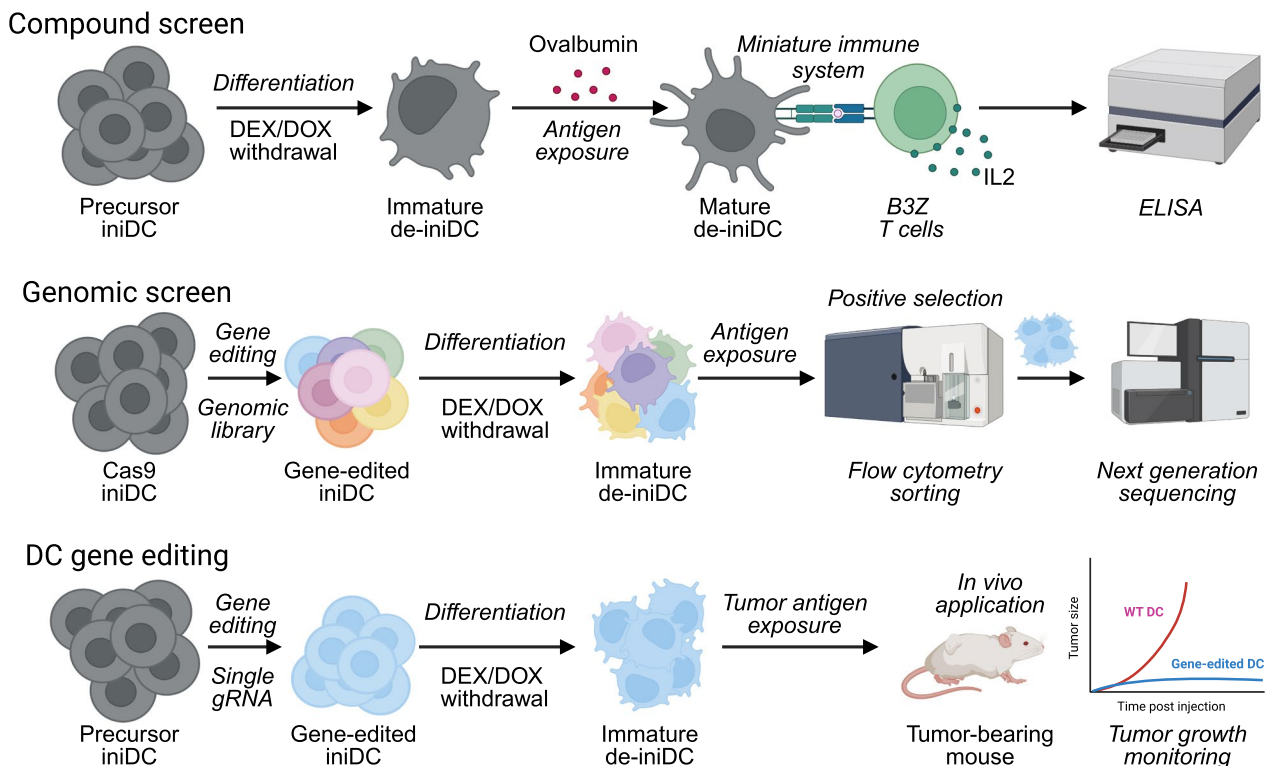 Compound screen
Differentiation
DEX/DOX
withdrawal
Ovalbumin
Antigen
exposure
Miniature immune
system
IL2
Precursor
iniDC
Immature
de-iniDC
Mature
de-iniDC
B3Z
T cells
ELISA
Genomic screen
Gene
editing
Genomic
library
Differentiation
DEX/DOX
withdrawal
Antigen
exposure
Positive selection
Cas9
iniDC
Gene-edited
iniDC
Immature
de-iniDC
Flow cytometry
sorting
Next generation
sequencing
DC gene editing
Gene
editing
Single
gRNA
Differentiation
DEX/DOX
withdrawal
Tumor antigen
exposure
In vivo
application
Tumor size
WT DC
Gene-edited DC
Time post injection
Precursor
iniDC
Gene-edited
iniDC
Immature
de-iniDC
Tumor-bearing
mouse
Tumor growth
monitoring